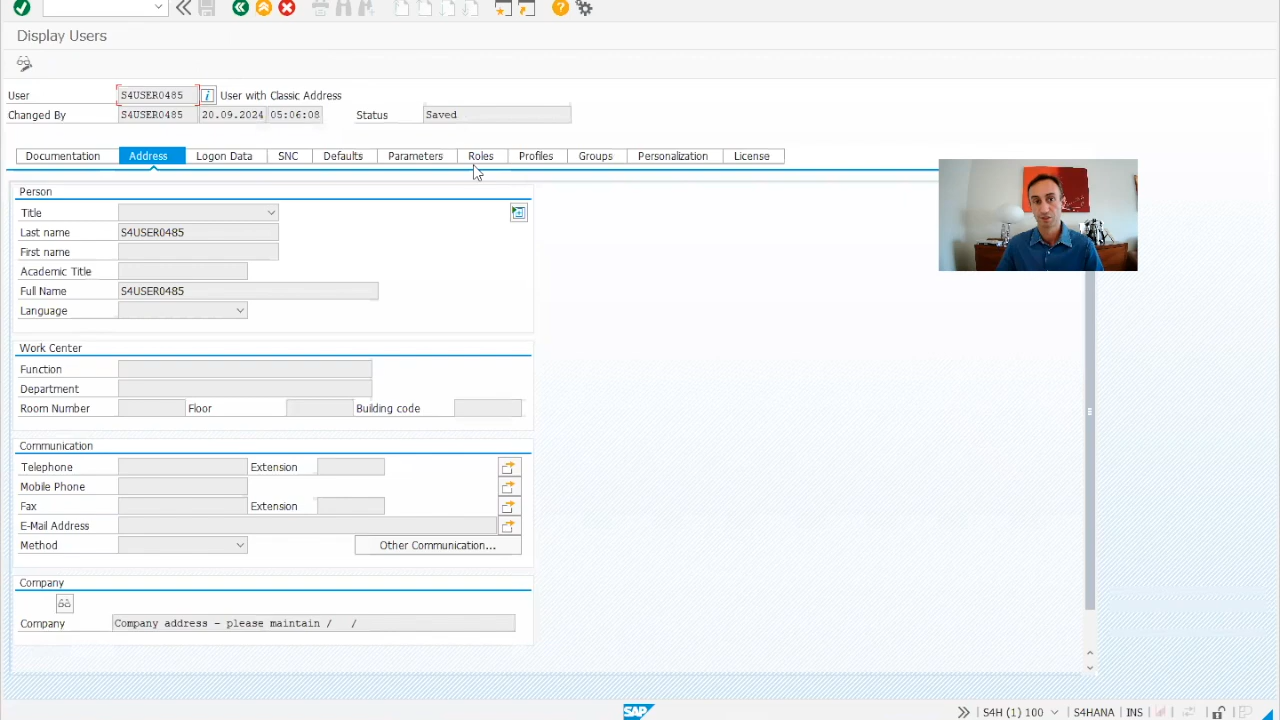 Display Users
User S4USER0485 i User with Classic Address
Changed By S4USER0485 20.09.2024 05:06:08 Status Saved
Documentation Address Logon Data SNC Defaults Parameters Roles Profiles Groups Personalization License
Person
Title
Last name S4USER0485
First name
Academic Title
Full Name S4USER0485
Language
Work Center
Function
Department
Room Number Floor Building code
Communication
Telephone Extension
Mobile Phone
Fax Extension
E-Mail Address
Method Other Communication...
Company
Company Company address - please maintain / /
SAP S4H (1) 100 S4HANA INS